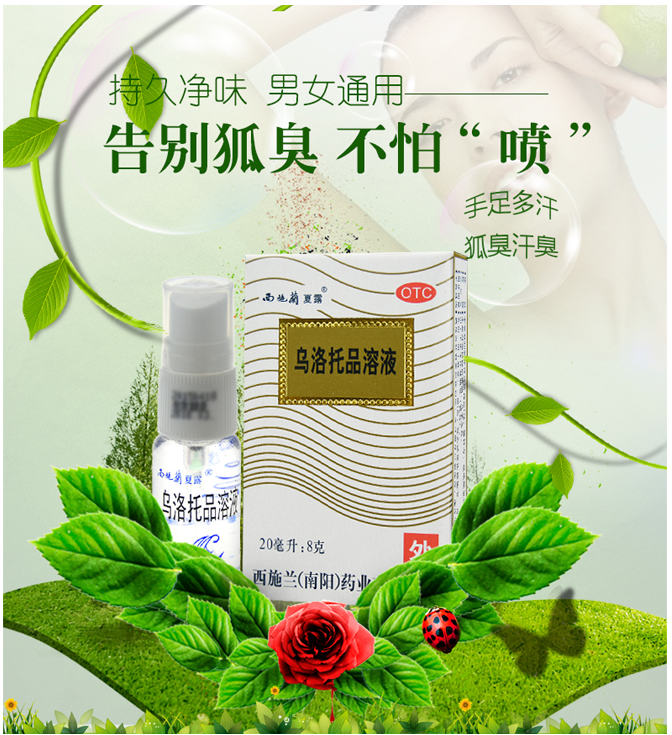 持久净味 男女通用
告别狐臭 不怕“喷”
手足多汗
狐臭汗臭
西施兰夏露®
OTC
乌洛托品溶液
西施兰夏露®
乌洛托品溶液
20毫升:8克
外
西施兰(南阳)药业